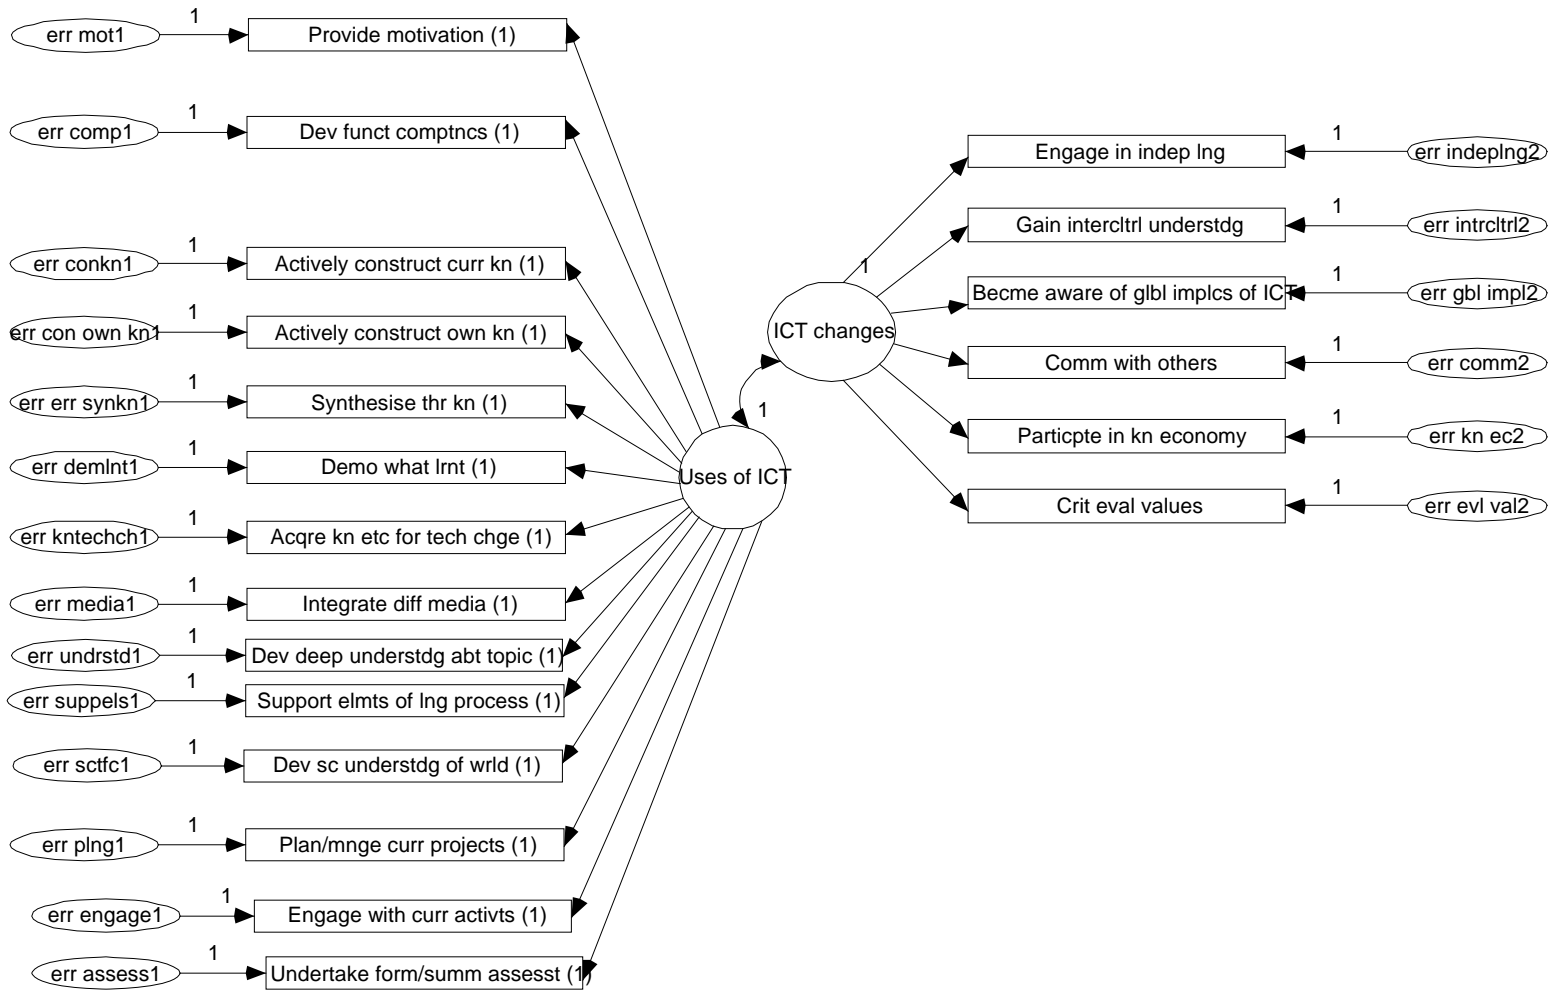 err mot1
1
Provide motivation (1)
err comp1
1
Dev funct comptncs (1)
err conkn1
1
Actively construct curr kn (1)
err con own kn1
1
Actively construct own kn (1)
err err synkn1
1
Synthesise thr kn (1)
err demlnt1
1
Demo what lrnt (1)
err kntechch1
1
Acqre kn etc for tech chge (1)
err media1
1
Integrate diff media (1)
err undrstd1
1
Dev deep understdg abt topic (1)
err suppels1
1
Support elmts of lng process (1)
err sctfc1
1
Dev sc understdg of wrld (1)
err plng1
1
Plan/mnge curr projects (1)
err engage1
1
Engage with curr activts (1)
err assess1
1
Undertake form/summ assesst (1)
1
Uses of ICT
1
ICT changes
Engage in indep lng
1
err indeplng2
Gain intercltrl understdg
1
err intrcltrl2
Becme aware of glbl implcs of ICT
1
err gbl impl2
Comm with others
1
err comm2
Particpte in kn economy
1
err kn ec2
Crit eval values
1
err evl val2